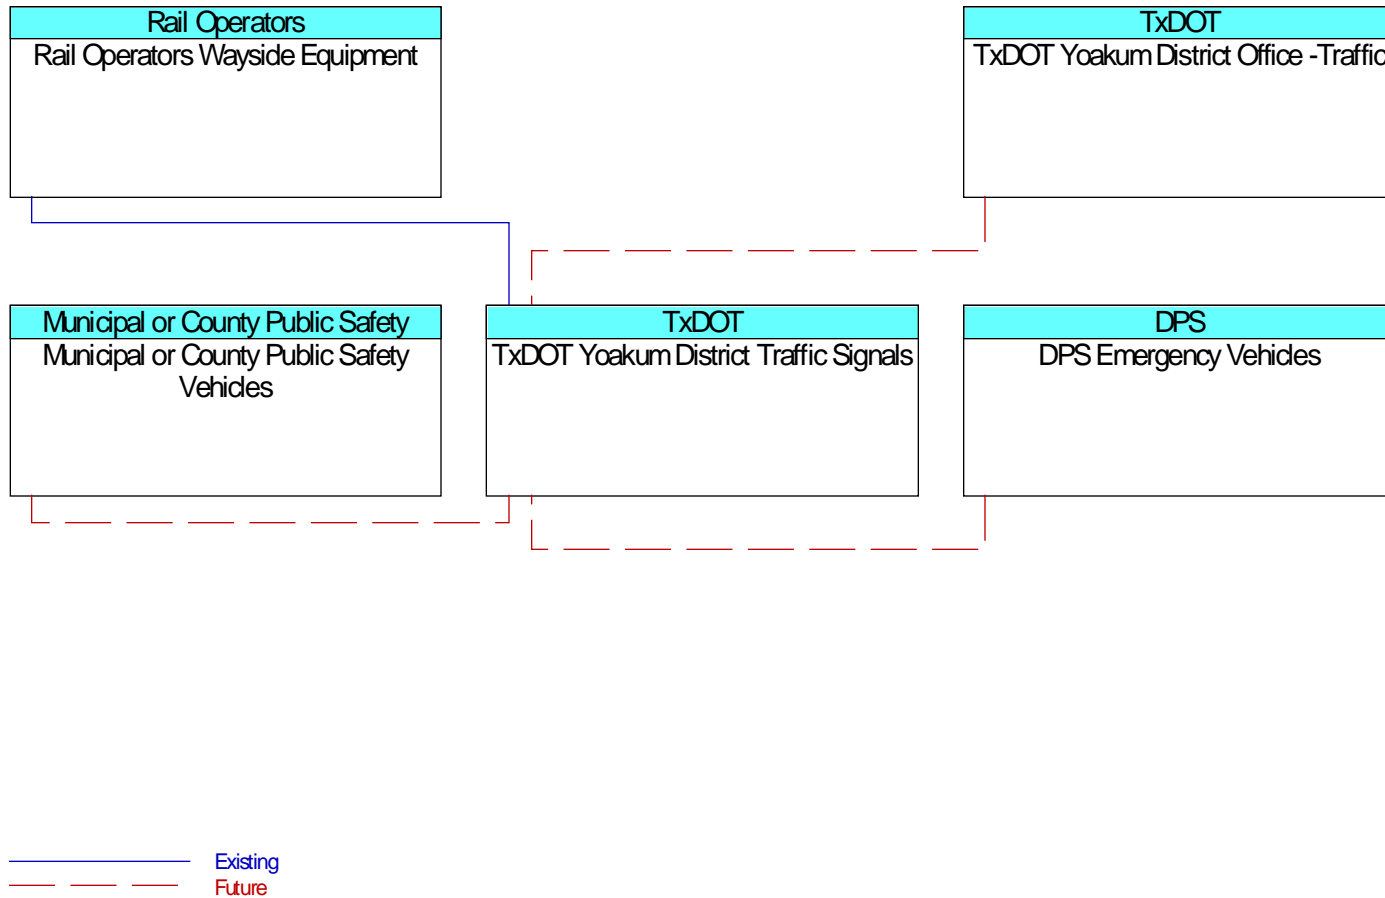 Rail Operators
Rail Operators Wayside Equipment
TxDOT
TxDOT Yoakum District Office -Traffic
Municipal or County Public Safety
Municipal or County Public Safety
Vehicles
TxDOT
TxDOT Yoakum District Traffic Signals
DPS
DPS Emergency Vehicles
Existing
Future